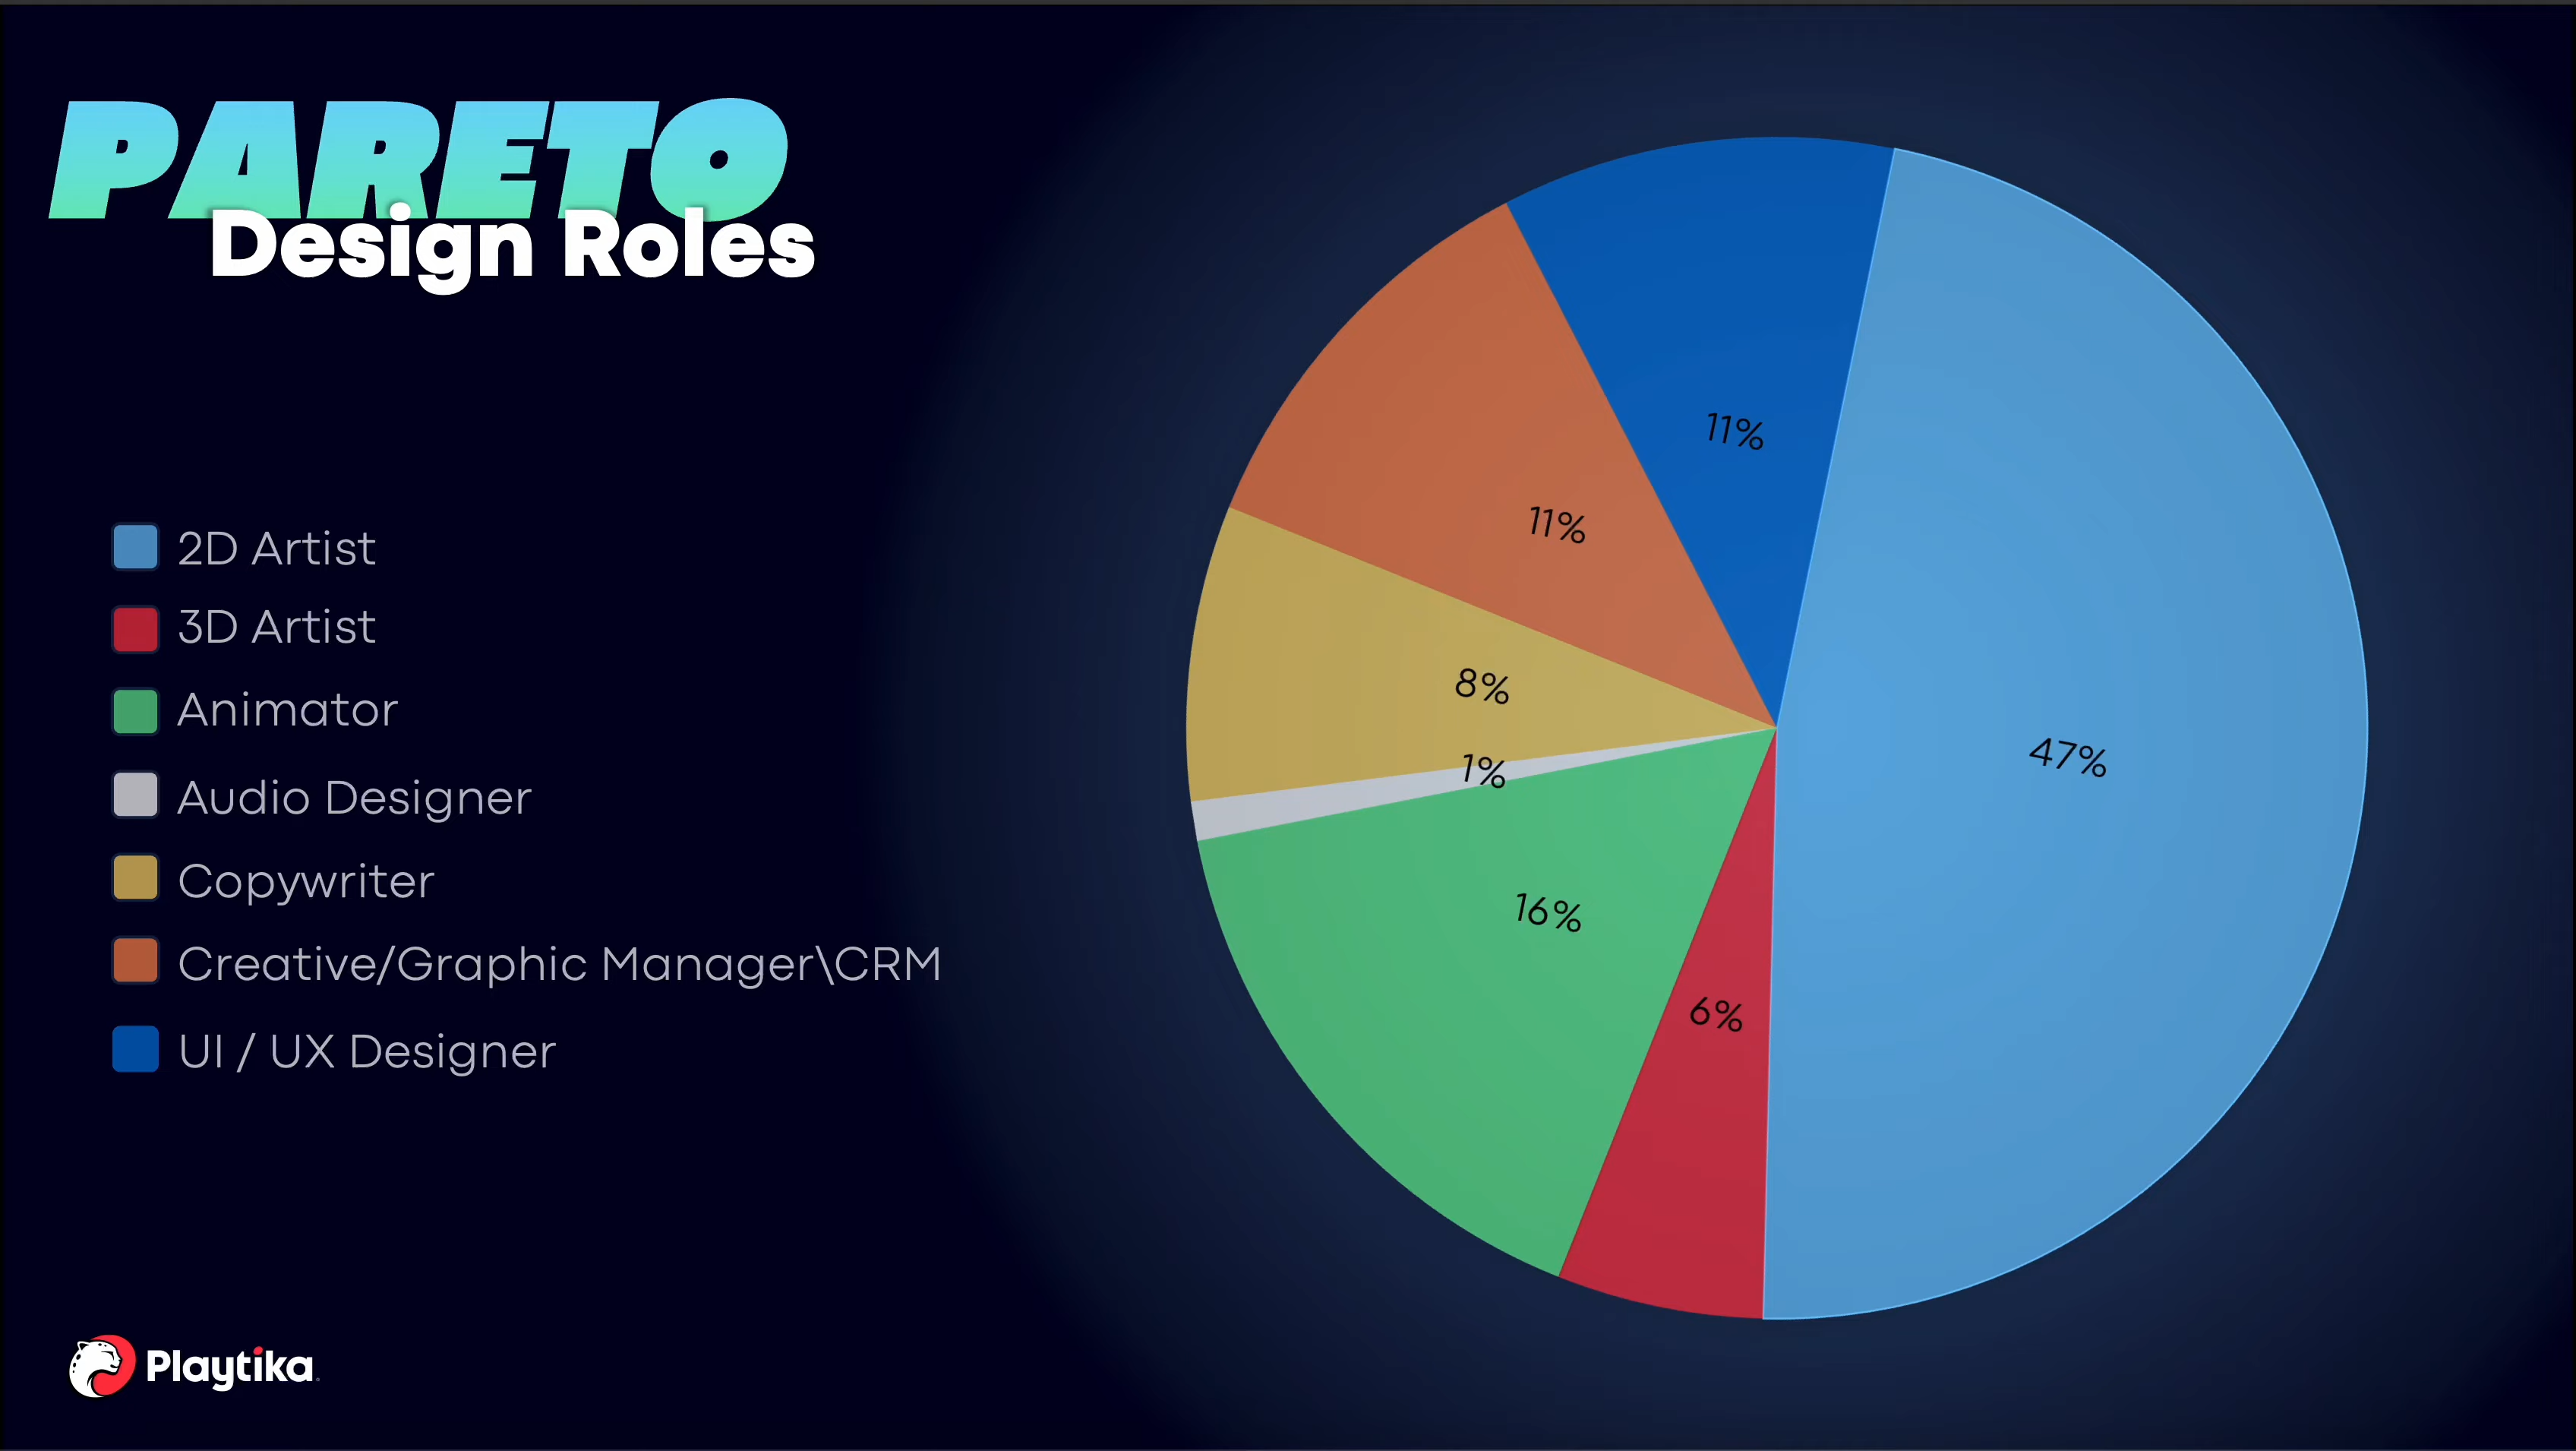 PARETO
Design Roles
2D Artist
3D Artist
Animator
Audio Designer
Copywriter
Creative/Graphic Manager\CRM
UI / UX Designer
11%
11%
8%
1%
16%
6%
47%
Playtika